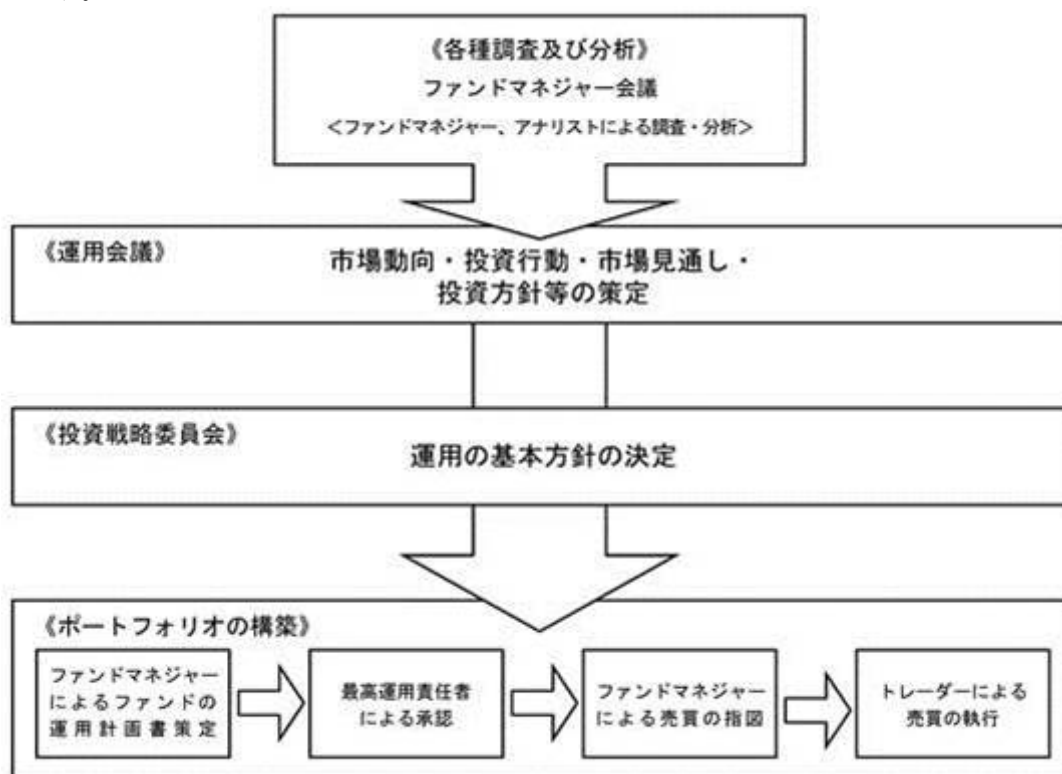 《各種調査及び分析》
ファンドマネジャー会議
＜ファンドマネジャー、アナリストによる調査・分析＞
《運用会議》
市場動向・投資行動・市場見通し・
投資方針等の策定
《投資戦略委員会》
運用の基本方針の決定
《ポートフォリオの構築》
ファンドマネジャー
によるファンドの
運用計画書策定
最高運用責任者
による承認
ファンドマネジャー
による売買の指図
トレーダーによる
売買の執行